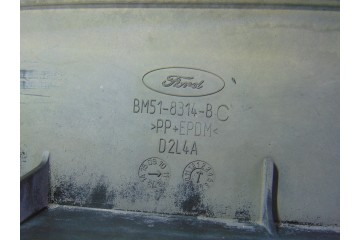 Ford
BM51-8314-B C
>PP+EPDM<
D2L4A